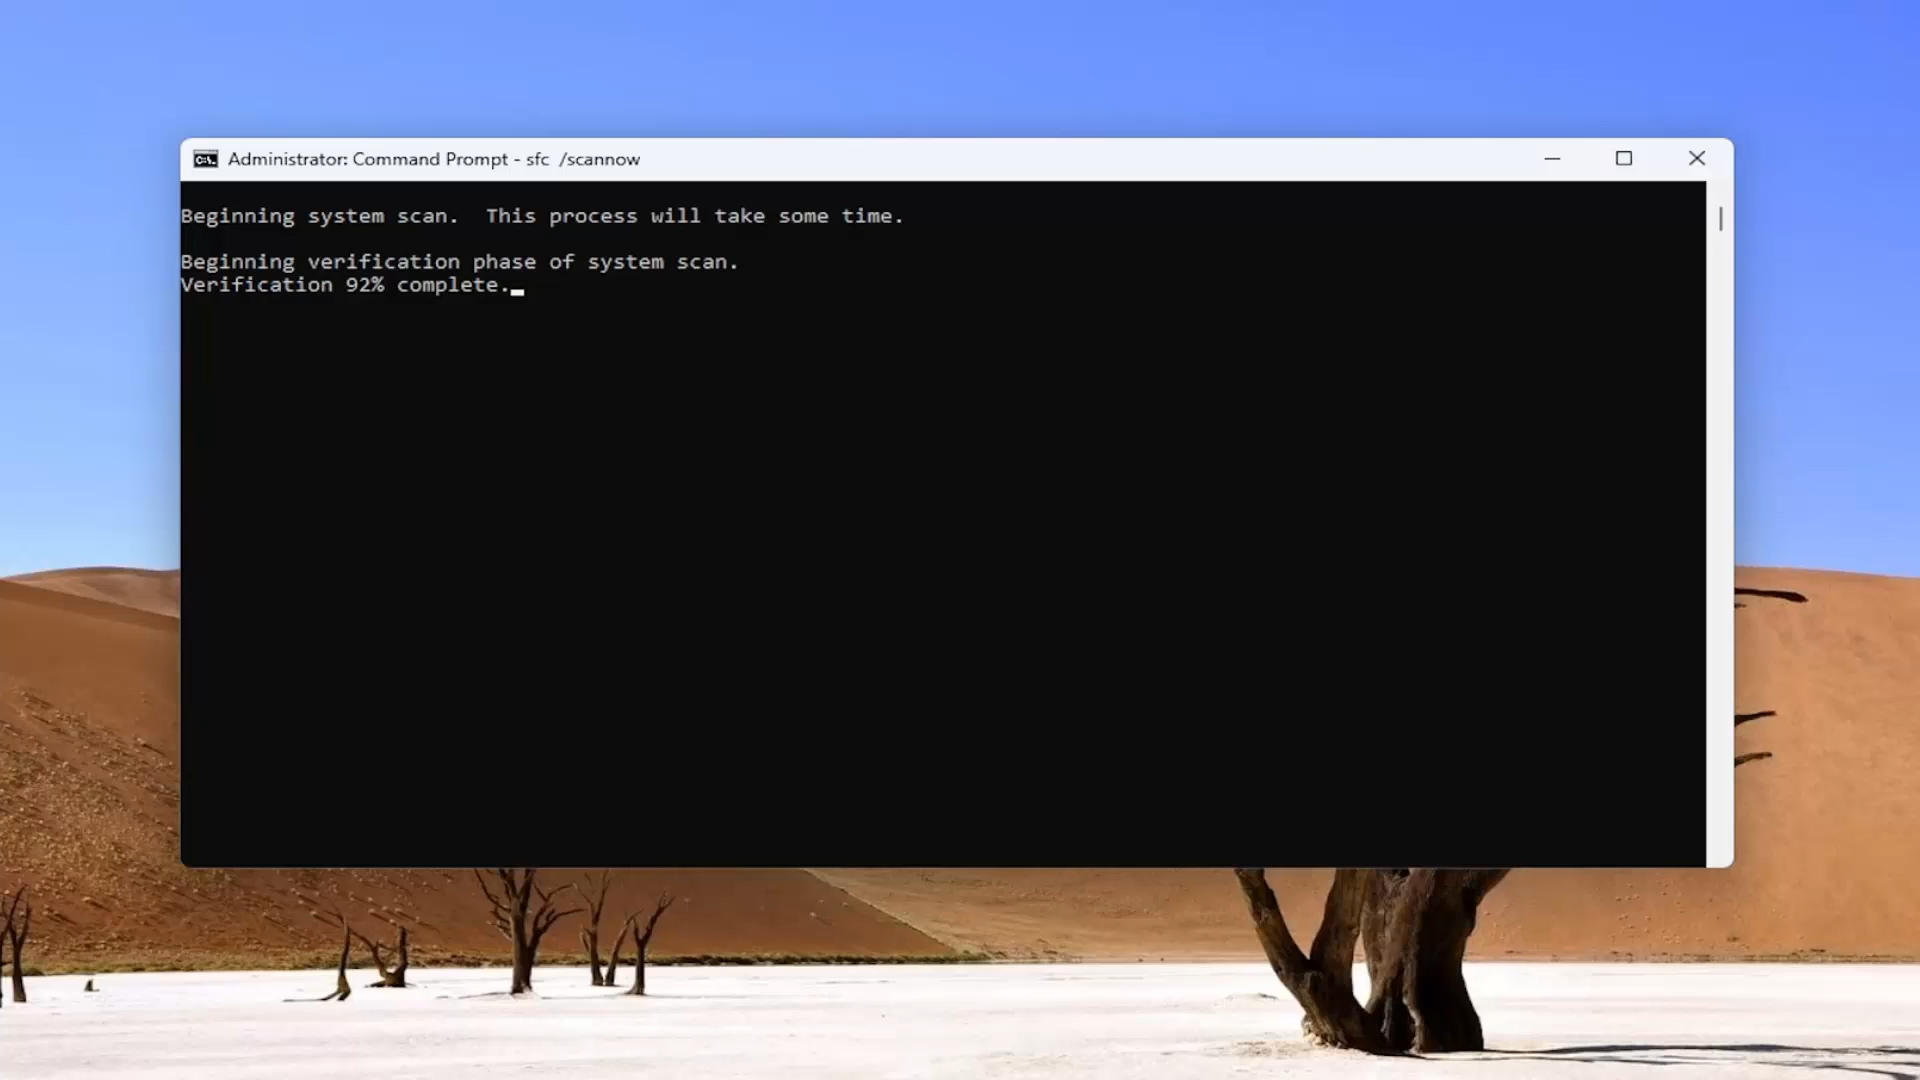 Administrator: Command Prompt - sfc  /scannow
Beginning system scan.  This process will take some time.
Beginning verification phase of system scan.
Verification 92% complete.